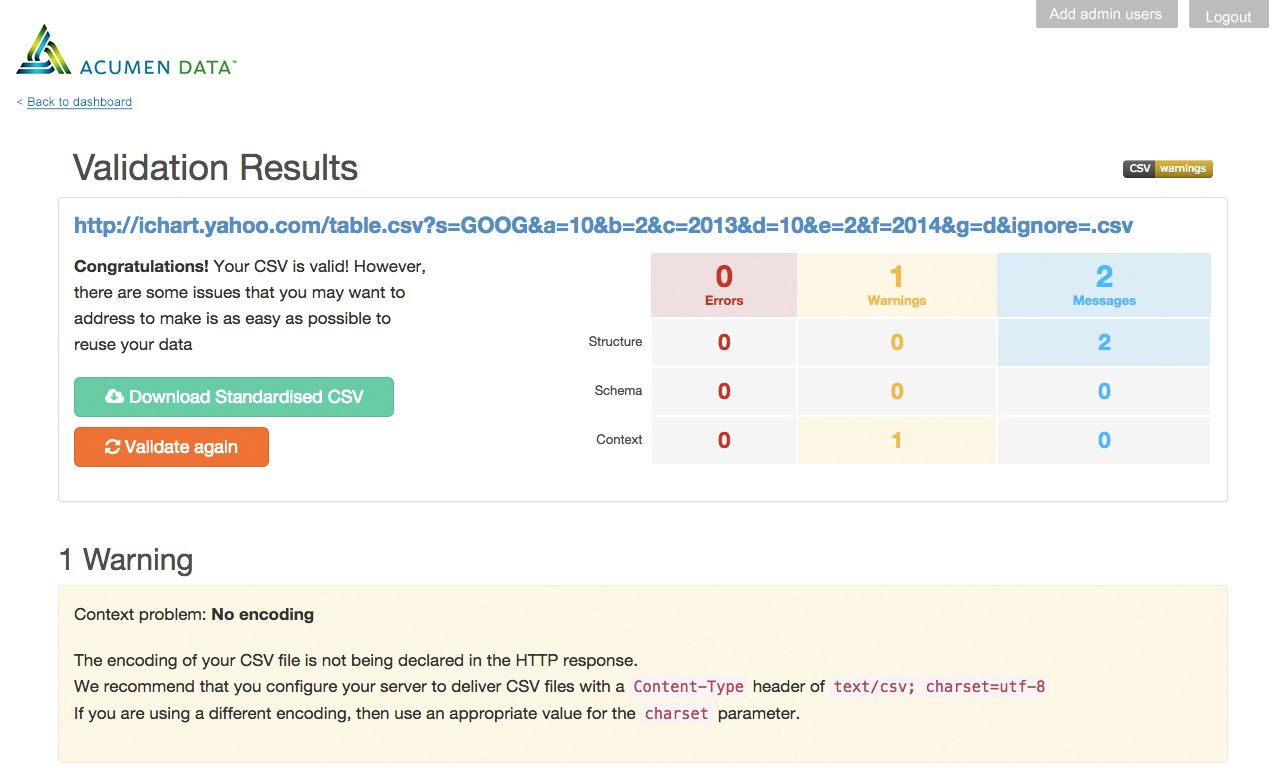 Add admin users
Logout
ACUMEN DATA™
< Back to dashboard
Validation Results
CSV warnings
http://ichart.yahoo.com/table.csv?s=GOOG&a=10&b=2&c=2013&d=10&e=2&f=2014&g=d&ignore=.csv
Congratulations! Your CSV is valid! However,
there are some issues that you may want to
address to make is as easy as possible to
reuse your data
Download Standardised CSV
Validate again
0 1 2
Errors Warnings Messages
Structure 0 0 2
Schema 0 0 0
Context 0 1 0
1 Warning
Context problem: No encoding
The encoding of your CSV file is not being declared in the HTTP response.
We recommend that you configure your server to deliver CSV files with a Content-Type header of text/csv; charset=utf-8
If you are using a different encoding, then use an appropriate value for the charset parameter.